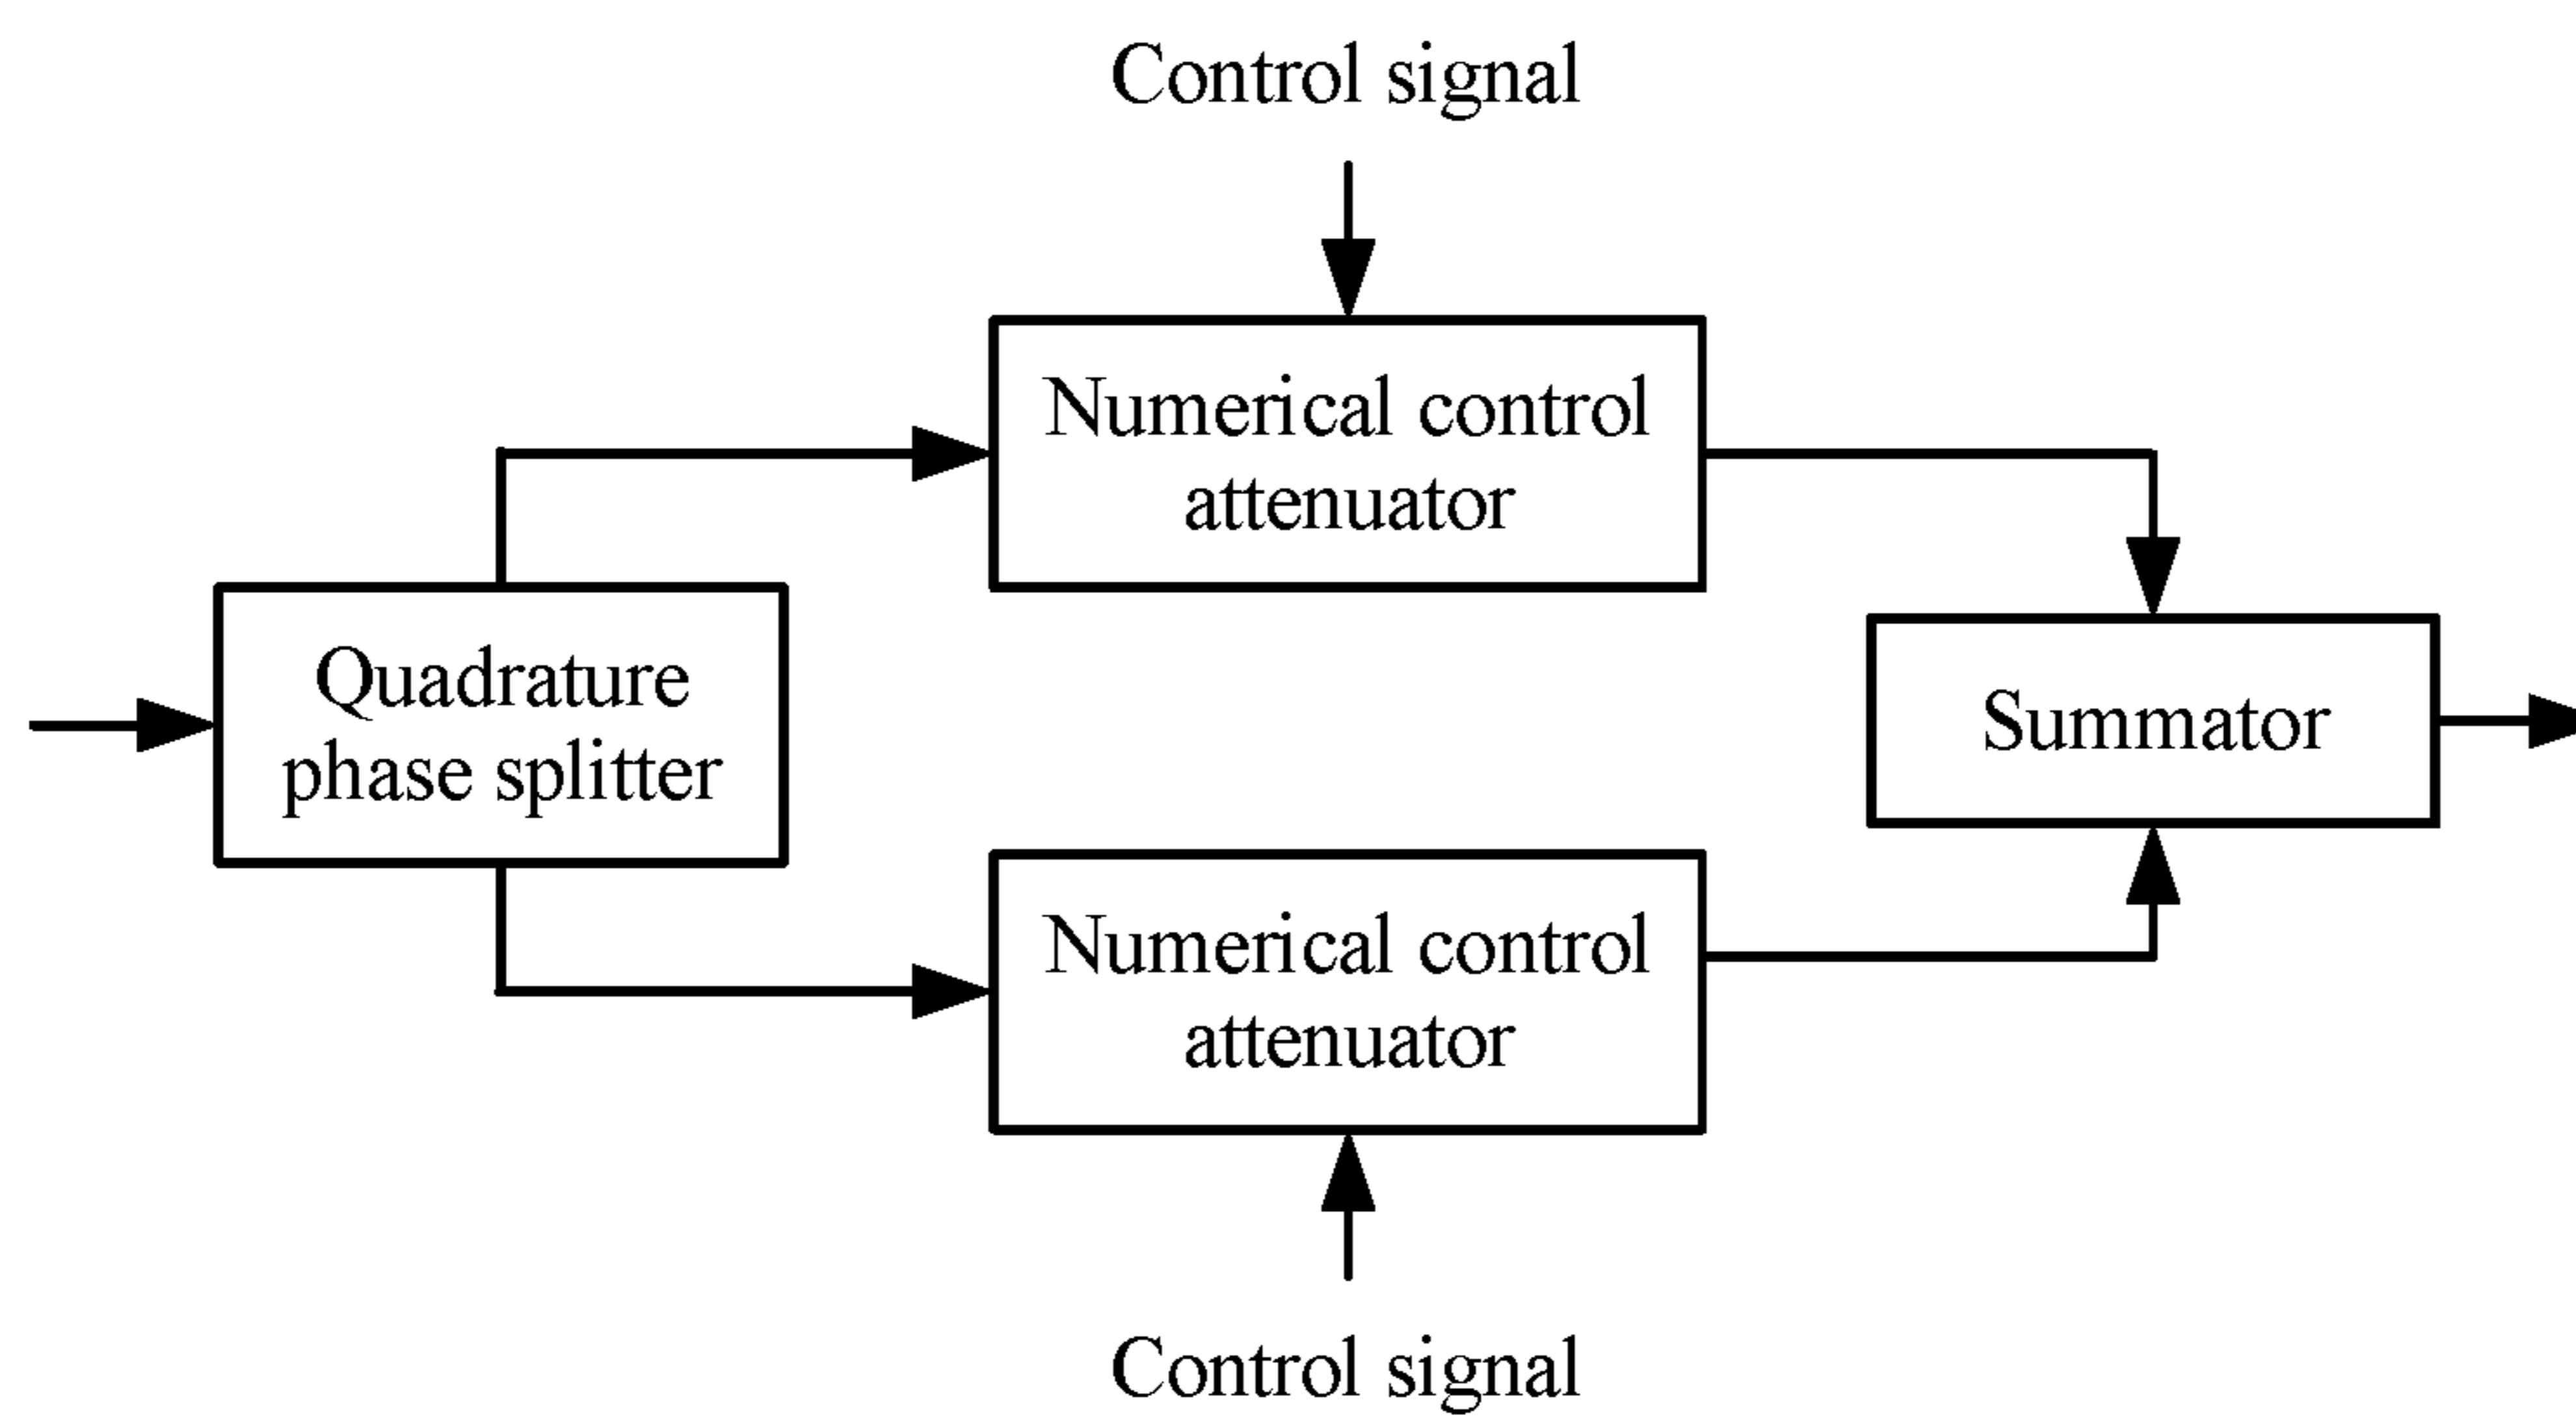 Control signal
Numerical control
attenuator
Quadrature
phase splitter
Summator
Numerical control
attenuator
Control signal